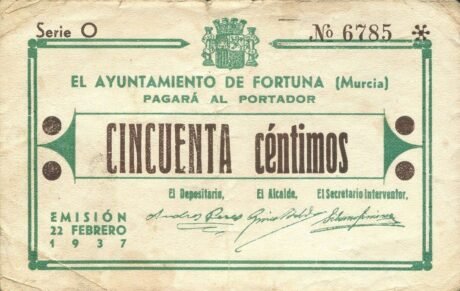 Serie O
Nº 6785 *
EL AYUNTAMIENTO DE FORTUNA (Murcia)
PAGARÁ AL PORTADOR
CINCUENTA céntimos
El Depositario, El Alcalde, El Secretario Interventor,
EMISIÓN
22 FEBRERO
1937